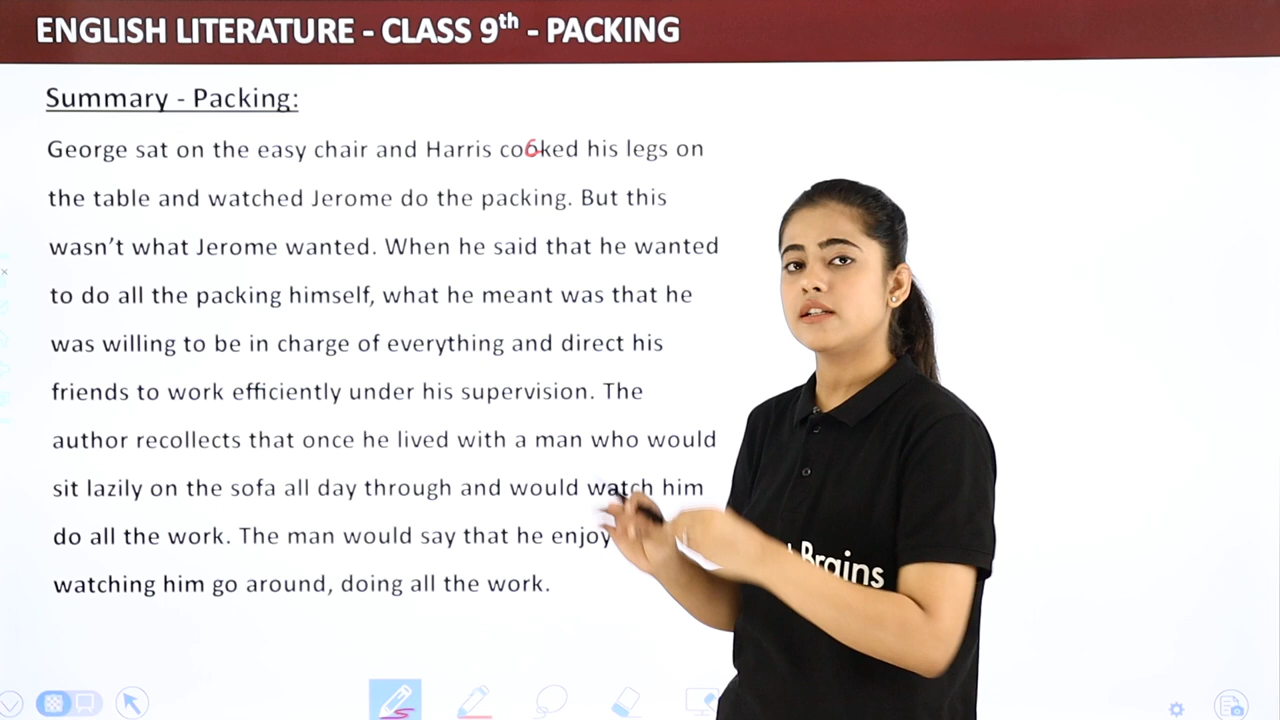 ENGLISH LITERATURE - CLASS 9th - PACKING
Summary - Packing:
George sat on the easy chair and Harris cocked his legs on
the table and watched Jerome do the packing. But this
wasn't what Jerome wanted. When he said that he wanted
to do all the packing himself, what he meant was that he
was willing to be in charge of everything and direct his
friends to work efficiently under his supervision. The
author recollects that once he lived with a man who would
sit lazily on the sofa all day through and would watch him
do all the work. The man would say that he enjoy
watching him go around, doing all the work.
Brains